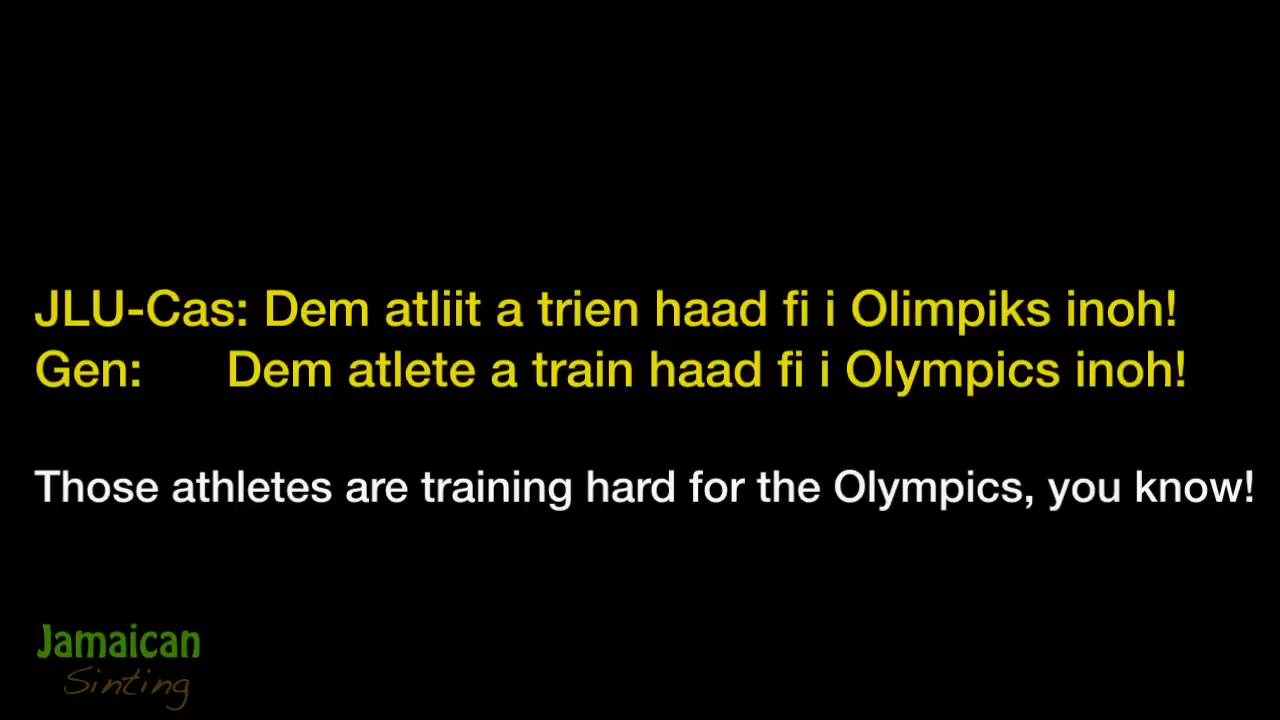 JLU-Cas: Dem atliit a trien haad fi i Olimpiks inoh!
Gen: Dem atlete a train haad fi i Olympics inoh!
Those athletes are training hard for the Olympics, you know!
Jamaican
Sinting